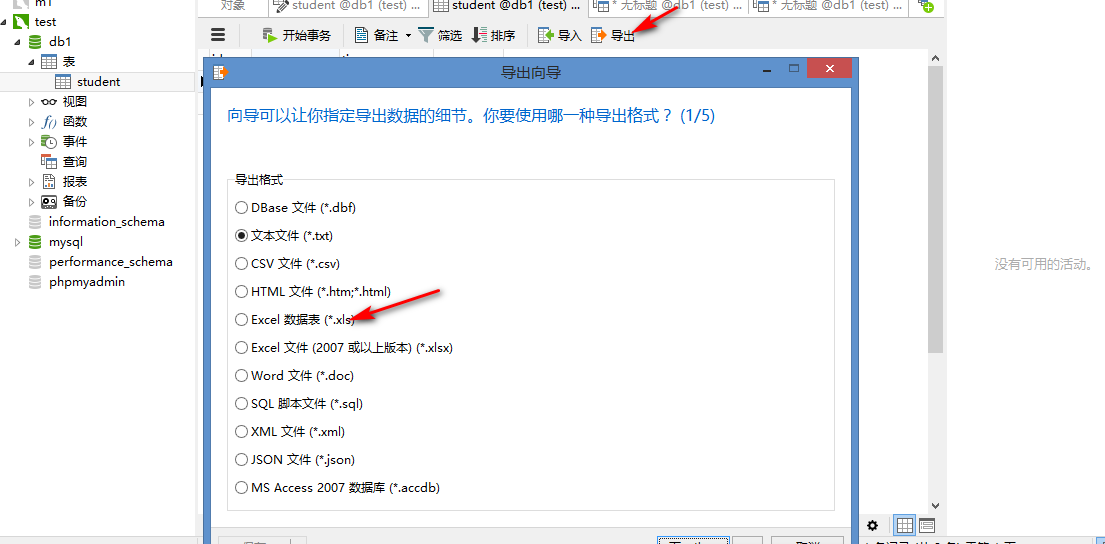 m1
对象
student @db1 (test) ...
student @db1 (test) ...
* 无标题 @db1 (test) ...
* 无标题 @db1 (test) ...
test
db1
表
student
视图
f() 函数
事件
查询
报表
备份
information_schema
mysql
performance_schema
phpmyadmin
开始事务
备注
筛选
排序
导入
导出
导出向导
向导可以让你指定导出数据的细节。你要使用哪一种导出格式？ (1/5)
导出格式
DBase 文件 (*.dbf)
文本文件 (*.txt)
CSV 文件 (*.csv)
HTML 文件 (*.htm;*.html)
Excel 数据表 (*.xls)
Excel 文件 (2007 或以上版本) (*.xlsx)
Word 文件 (*.doc)
SQL 脚本文件 (*.sql)
XML 文件 (*.xml)
JSON 文件 (*.json)
MS Access 2007 数据库 (*.accdb)
没有可用的活动。